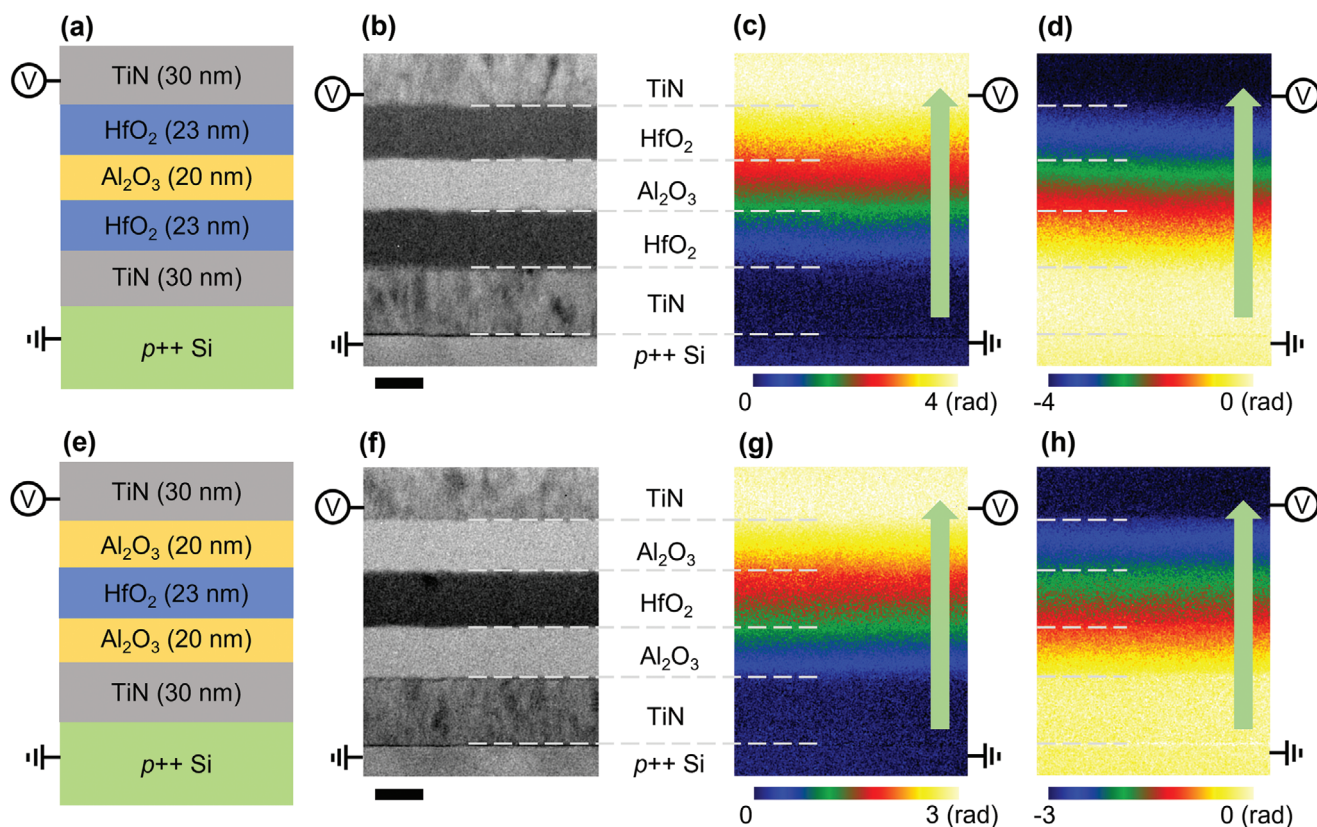 (a)
V
TiN (30 nm)
HfO₂ (23 nm)
Al₂O₃ (20 nm)
HfO₂ (23 nm)
TiN (30 nm)
p++ Si
(b)
V
TiN
HfO₂
Al₂O₃
HfO₂
TiN
p++ Si
(c)
V
0 4 (rad)
(d)
V
-4 0 (rad)
(e)
V
TiN (30 nm)
Al₂O₃ (20 nm)
HfO₂ (23 nm)
Al₂O₃ (20 nm)
TiN (30 nm)
p++ Si
(f)
V
TiN
Al₂O₃
HfO₂
Al₂O₃
TiN
p++ Si
(g)
V
0 3 (rad)
(h)
V
-3 0 (rad)